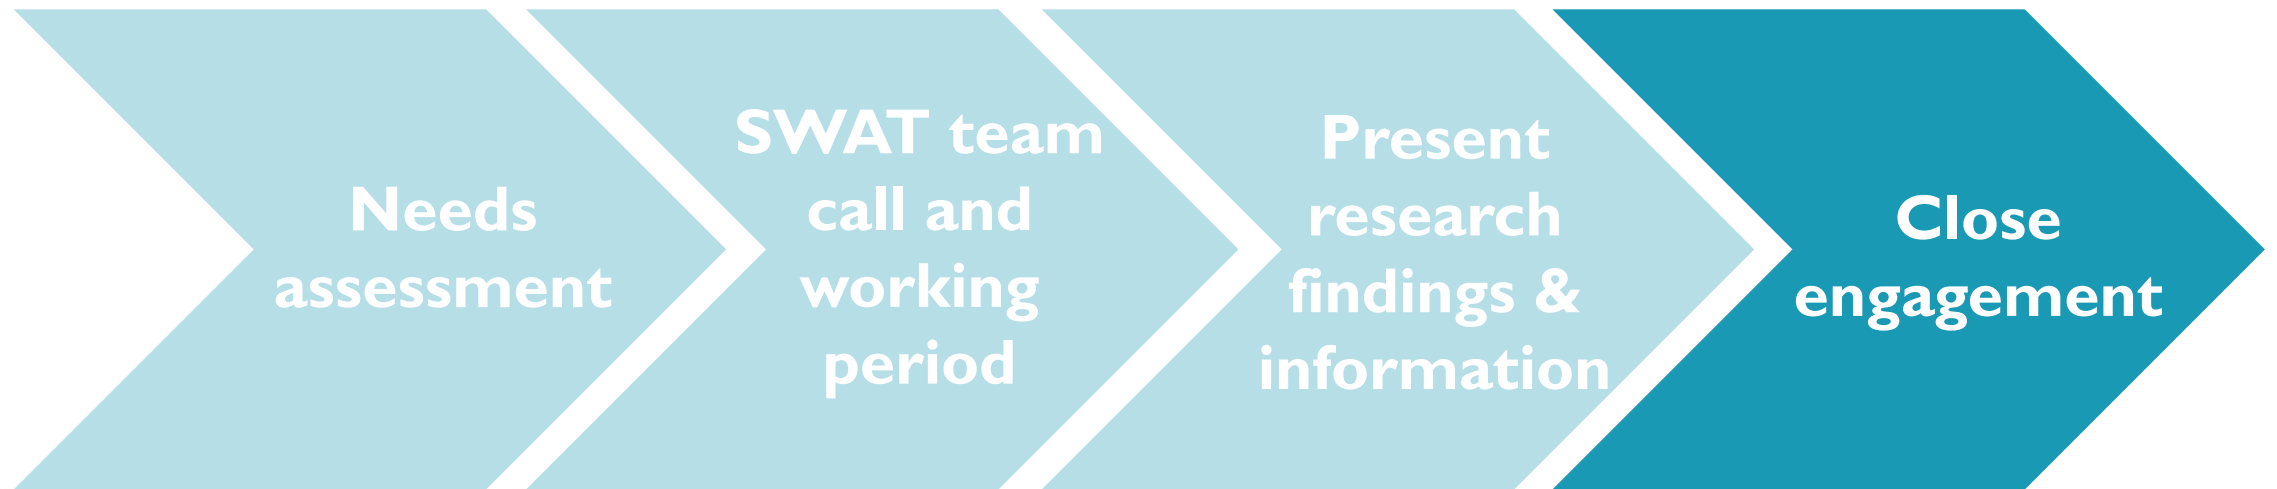 Needs
assessment
SWAT team
call and
working
period
Present
research
findings &
information
Close
engagement